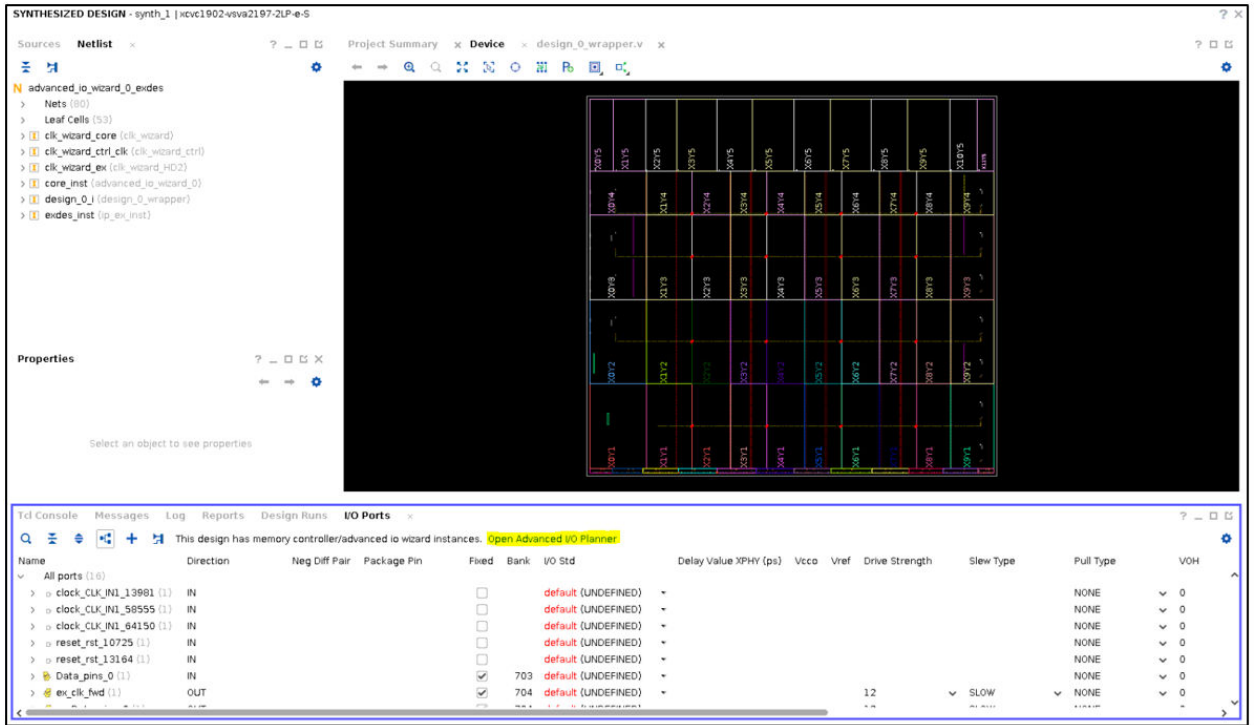 SYNTHESIZED DESIGN - synth_1 | xcvc1902-vsva2197-2LP-e-S
Sources Netlist
Project Summary Device design_0_wrapper.v
advanced_io_wizard_0_exdes
Nets (80)
Leaf Cells (53)
clk_wizard_core (clk_wizard)
clk_wizard_ctrl_clk (clk_wizard_ctrl)
clk_wizard_ex (clk_wizard_HD2)
core_inst (advanced_io_wizard_0)
design_0_i (design_0_wrapper)
exdes_inst (ip_ex_inst)
X0Y5 X1Y5 X2Y5 X3Y5 X4Y5 X5Y5 X6Y5 X7Y5 X8Y5 X9Y5 X10Y5
X0Y4 X1Y4 X2Y4 X3Y4 X4Y4 X5Y4 X6Y4 X7Y4 X8Y4 X9Y4
X0Y3 X1Y3 X2Y3 X3Y3 X4Y3 X5Y3 X6Y3 X7Y3 X8Y3 X9Y3
X0Y2 X1Y2 X2Y2 X3Y2 X4Y2 X5Y2 X6Y2 X7Y2 X8Y2 X9Y2
X0Y1 X1Y1 X2Y1 X3Y1 X4Y1 X5Y1 X6Y1 X8Y1 X9Y1
Properties
Select an object to see properties
Tcl Console Messages Log Reports Design Runs I/O Ports
This design has memory controller/advanced io wizard instances. Open Advanced I/O Planner
Name Direction Neg Diff Pair Package Pin Fixed Bank I/O Std Delay Value XPHY (ps) Vcco Vref Drive Strength Slew Type Pull Type VOH
All ports (16)
clock_CLK_IN1_13981 (1) IN default (UNDEFINED) NONE 0
clock_CLK_IN1_58555 (1) IN default (UNDEFINED) NONE 0
clock_CLK_IN1_64150 (1) IN default (UNDEFINED) NONE 0
reset_rst_10725 (1) IN default (UNDEFINED) NONE 0
reset_rst_13164 (1) IN default (UNDEFINED) NONE 0
Data_pins_0 (1) IN 703 default (UNDEFINED) NONE 0
ex_clk_fwd (1) OUT 704 default (UNDEFINED) 12 SLOW NONE 0